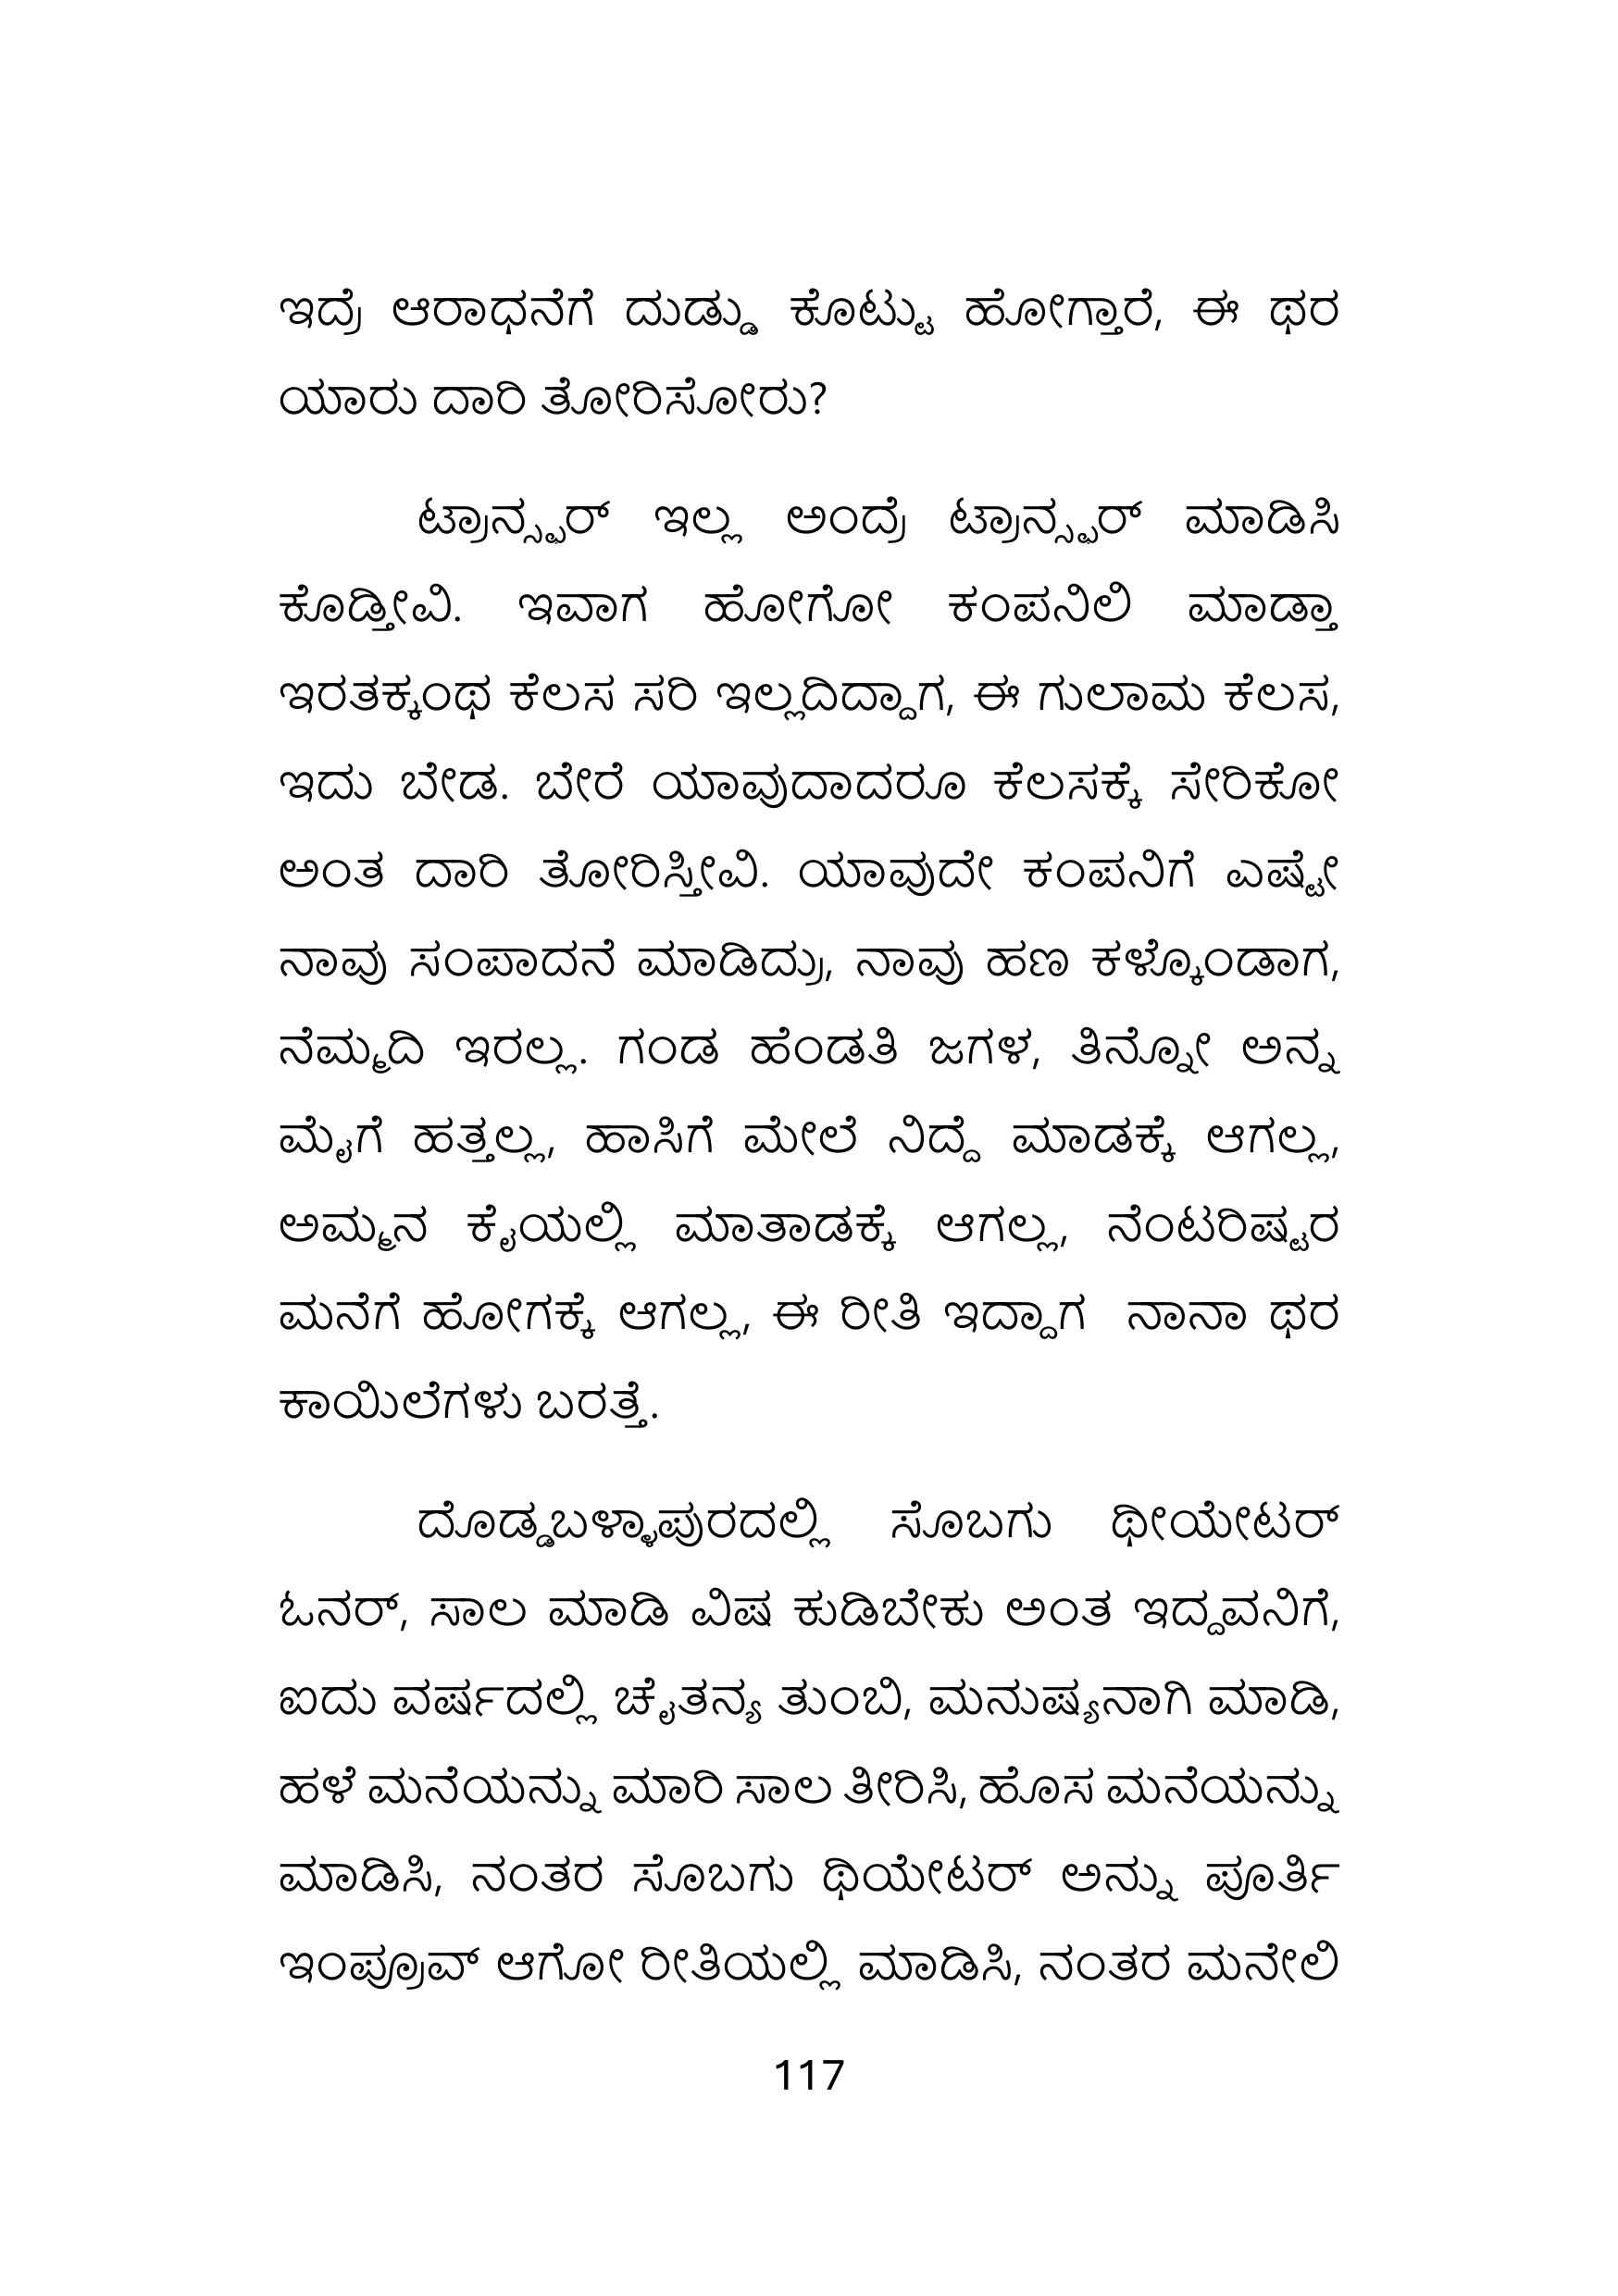 ಇದ್ರೆ ಆರಾಧನೆಗೆ ದುಡ್ಡು ಕೊಟ್ಟು ಹೋಗ್ತಾರೆ, ಈ ಥರ
ಯಾರು ದಾರಿ ತೋರಿಸೋರು?
ಟ್ರಾನ್ಸ್ಫರ್ ಇಲ್ಲ ಅಂದ್ರೆ ಟ್ರಾನ್ಸ್ಫರ್ ಮಾಡಿಸಿ
ಕೊಡ್ತೀವಿ. ಇವಾಗ ಹೋಗೋ ಕಂಪನಿಲಿ ಮಾಡ್ತಾ
ಇರತಕ್ಕಂಥ ಕೆಲಸ ಸರಿ ಇಲ್ಲದಿದ್ದಾಗ, ಈ ಗುಲಾಮ ಕೆಲಸ,
ಇದು ಬೇಡ. ಬೇರೆ ಯಾವುದಾದರೂ ಕೆಲಸಕ್ಕೆ ಸೇರಿಕೋ
ಅಂತ ದಾರಿ ತೋರಿಸ್ತೀವಿ. ಯಾವುದೇ ಕಂಪನಿಗೆ ಎಷ್ಟೇ
ನಾವು ಸಂಪಾದನೆ ಮಾಡಿದ್ರು, ನಾವು ಹಣ ಕಳ್ಕೊಂಡಾಗ,
ನೆಮ್ಮದಿ ಇರಲ್ಲ. ಗಂಡ ಹೆಂಡತಿ ಜಗಳ, ತಿನ್ನೋ ಅನ್ನ
ಮೈಗೆ ಹತ್ತಲ್ಲ, ಹಾಸಿಗೆ ಮೇಲೆ ನಿದ್ದೆ ಮಾಡಕ್ಕೆ ಆಗಲ್ಲ,
ಅಮ್ಮನ ಕೈಯಲ್ಲಿ ಮಾತಾಡಕ್ಕೆ ಆಗಲ್ಲ, ನೆಂಟರಿಷ್ಟರ
ಮನೆಗೆ ಹೋಗಕ್ಕೆ ಆಗಲ್ಲ, ಈ ರೀತಿ ಇದ್ದಾಗ ನಾನಾ ಥರ
ಕಾಯಿಲೆಗಳು ಬರತ್ತೆ.
ದೊಡ್ಡಬಳ್ಳಾಪುರದಲ್ಲಿ ಸೊಬಗು ಥೀಯೇಟರ್
ಓನರ್, ಸಾಲ ಮಾಡಿ ವಿಷ ಕುಡಿಬೇಕು ಅಂತ ಇದ್ದವನಿಗೆ,
ಐದು ವರ್ಷದಲ್ಲಿ ಚೈತನ್ಯ ತುಂಬಿ, ಮನುಷ್ಯನಾಗಿ ಮಾಡಿ,
ಹಳೆ ಮನೆಯನ್ನು ಮಾರಿ ಸಾಲ ತೀರಿಸಿ, ಹೊಸ ಮನೆಯನ್ನು
ಮಾಡಿಸಿ, ನಂತರ ಸೊಬಗು ಥಿಯೇಟರ್ ಅನ್ನು ಪೂರ್ತಿ
ಇಂಪ್ರೂವ್ ಆಗೋ ರೀತಿಯಲ್ಲಿ ಮಾಡಿಸಿ, ನಂತರ ಮನೇಲಿ
117